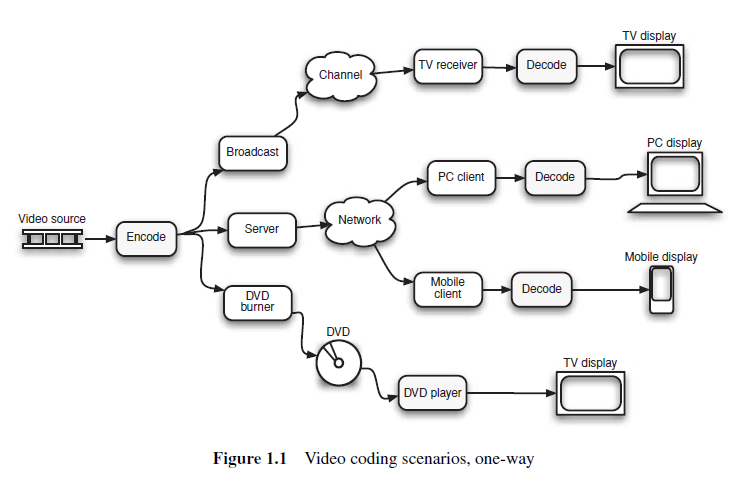 TV display
Channel
TV receiver
Decode
Broadcast
PC display
PC client
Decode
Video source
Encode
Server
Network
Mobile display
Mobile
client
Decode
DVD
burner
DVD
TV display
DVD player
Figure 1.1 Video coding scenarios, one-way